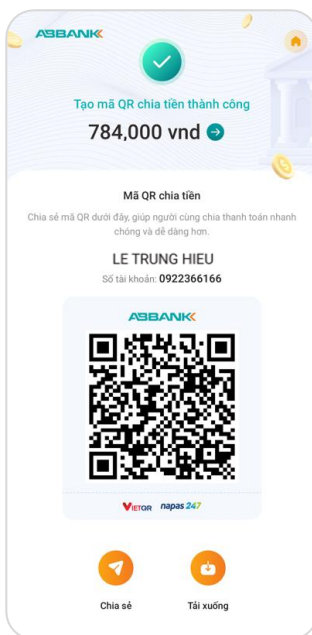 ABBANK
Tạo mã QR chia tiền thành công
784,000 vnd
Mã QR chia tiền
Chia sẻ mã QR dưới đây, giúp người cùng chia thanh toán nhanh
chóng và dễ dàng hơn.
LE TRUNG HIEU
Số tài khoản: 0922366166
ABBANK
VIETQR napas 247
Chia sẻ Tải xuống